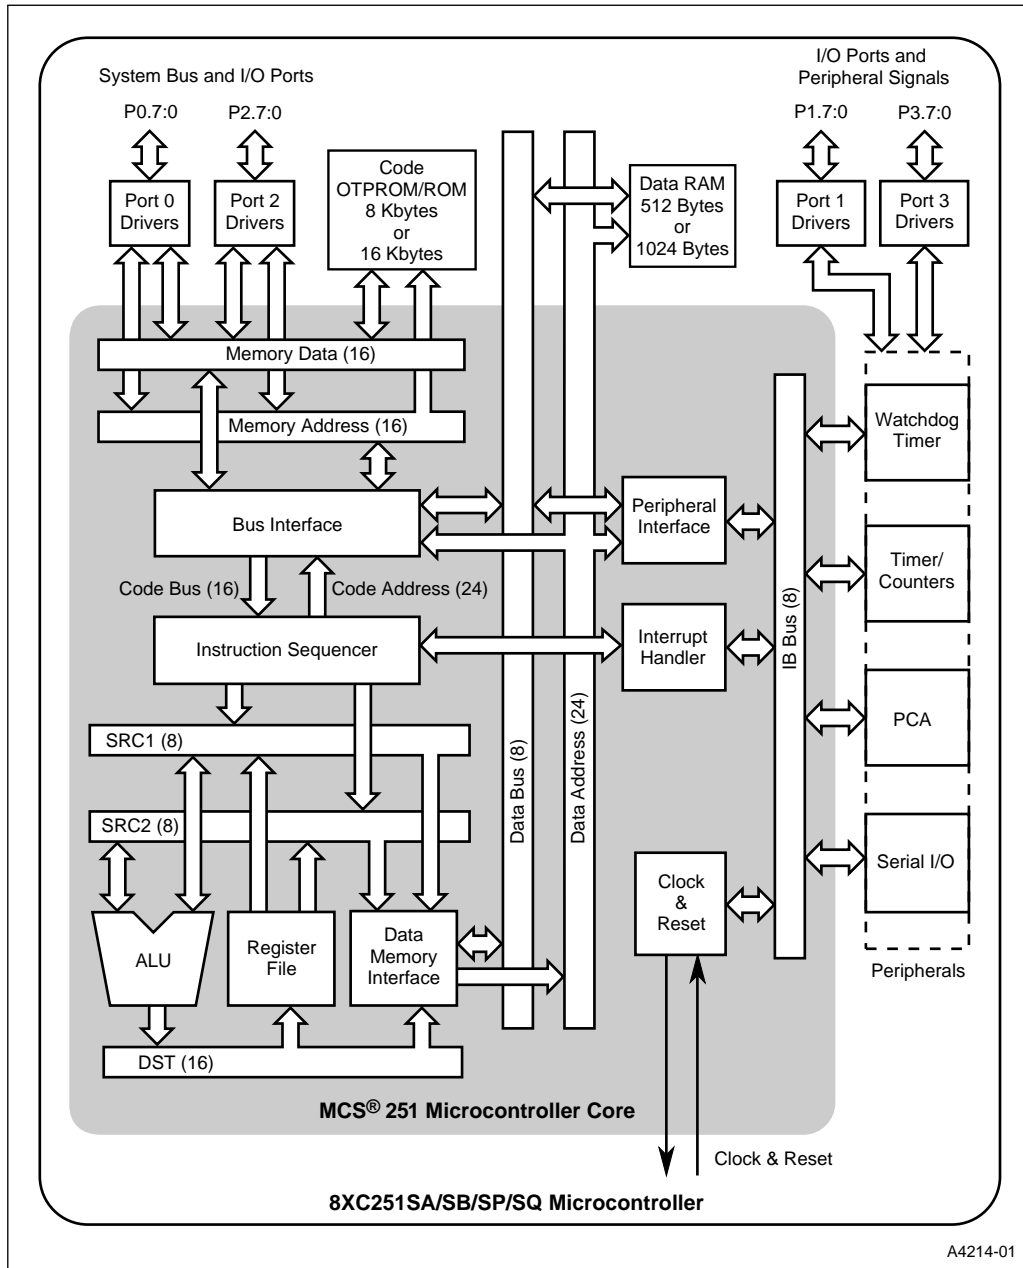 System Bus and I/O Ports
I/O Ports and
Peripheral Signals
P0.7:0
P2.7:0
P1.7:0
P3.7:0
Port 0
Drivers
Port 2
Drivers
Code
OTPROM/ROM
8 Kbytes
or
16 Kbytes
Data RAM
512 Bytes
or
1024 Bytes
Port 1
Drivers
Port 3
Drivers
Memory Data (16)
Memory Address (16)
Bus Interface
Peripheral
Interface
Watchdog
Timer
Code Bus (16)
Code Address (24)
Timer/
Counters
Instruction Sequencer
Interrupt
Handler
IB Bus (8)
Data Bus (8)
Data Address (24)
SRC1 (8)
PCA
SRC2 (8)
Clock
&
Reset
Serial I/O
ALU
Register
File
Data
Memory
Interface
Peripherals
DST (16)
MCS® 251 Microcontroller Core
Clock & Reset
8XC251SA/SB/SP/SQ Microcontroller
A4214-01